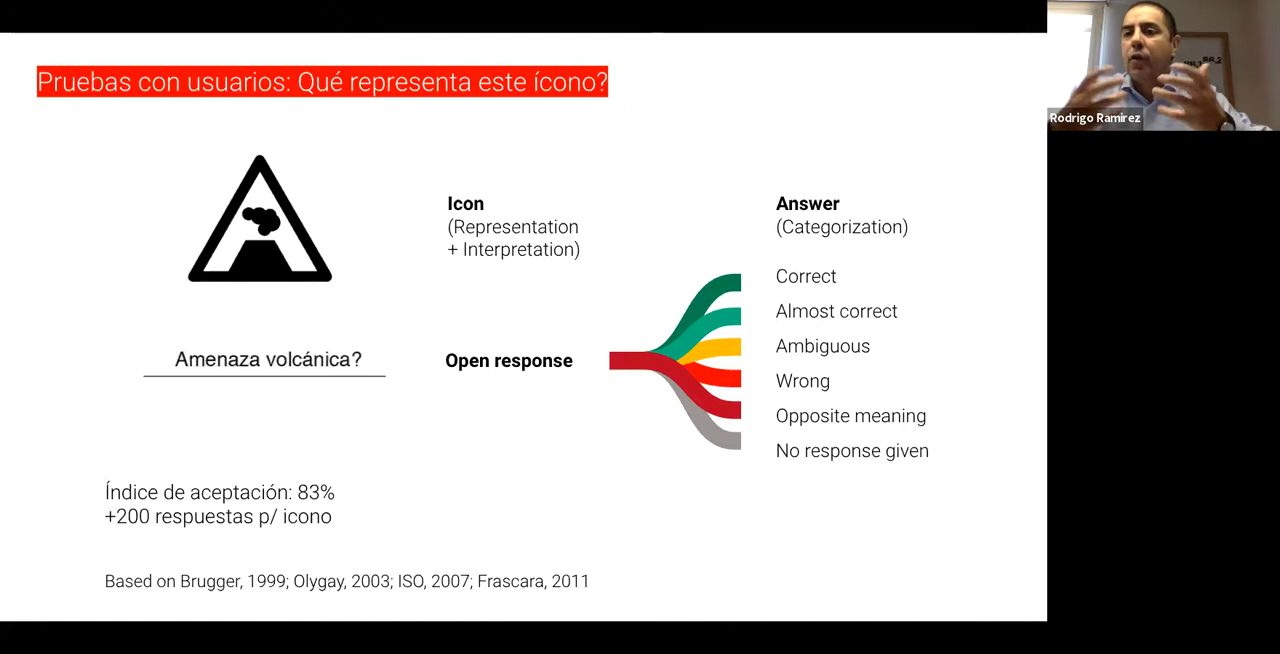 Pruebas con usuarios: Qué representa este ícono?
Icon
(Representation
+ Interpretation)
Answer
(Categorization)
Correct
Almost correct
Ambiguous
Wrong
Opposite meaning
No response given
Amenaza volcánica?
Open response
Índice de aceptación: 83%
+200 respuestas p/ icono
Based on Brugger, 1999; Olygay, 2003; ISO, 2007; Frascara, 2011
Rodrigo Ramírez